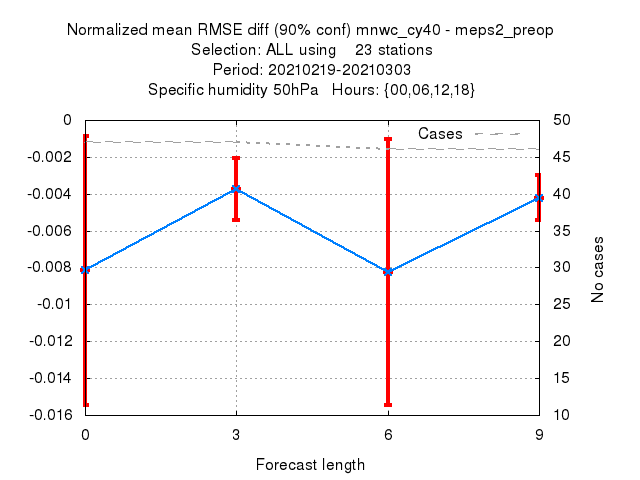 Normalized mean RMSE diff (90% conf) mnwc_cy40 - meps2_preop
Selection: ALL using    23 stations
Period: 20210219-20210303
Specific humidity 50hPa   Hours: {00,06,12,18}
Cases
0
-0.002
-0.004
-0.006
-0.008
-0.01
-0.012
-0.014
-0.016
50
45
40
35
30
25
20
15
10
No cases
0 3 6 9
Forecast length